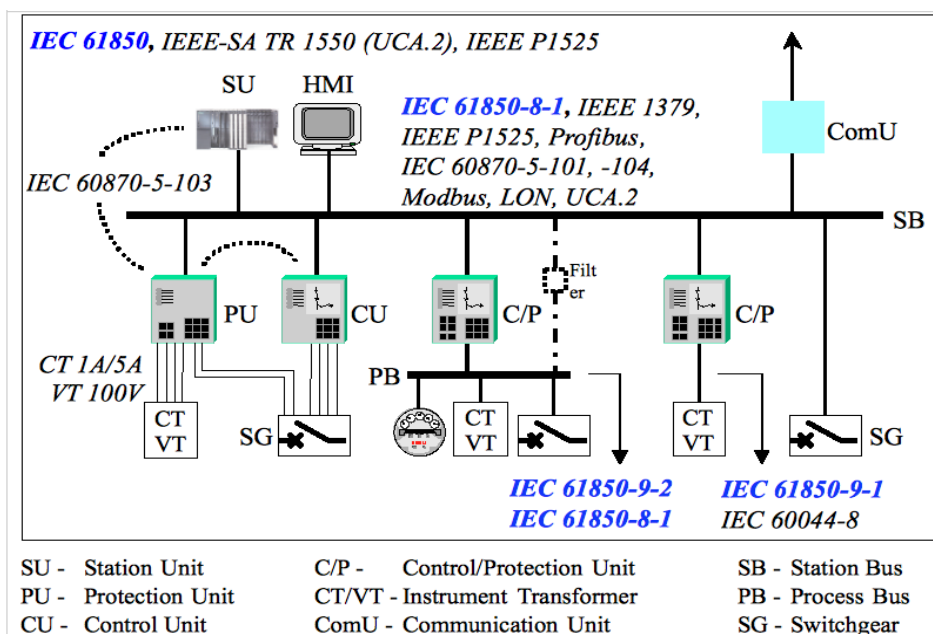 IEC 61850, IEEE-SA TR 1550 (UCA.2), IEEE P1525
SU
HMI
IEC 61850-8-1, IEEE 1379,
IEEE P1525, Profibus,
IEC 60870-5-101, -104,
Modbus, LON, UCA.2
ComU
IEC 60870-5-103
SB
Filt
er
PU
CU
C/P
C/P
CT 1A/5A
VT 100V
PB
CT
VT
SG
CT
VT
CT
VT
SG
IEC 61850-9-2
IEC 61850-8-1
IEC 61850-9-1
IEC 60044-8
SU - Station Unit
C/P - Control/Protection Unit
SB - Station Bus
PU - Protection Unit
CT/VT - Instrument Transformer
PB - Process Bus
CU - Control Unit
ComU - Communication Unit
SG - Switchgear